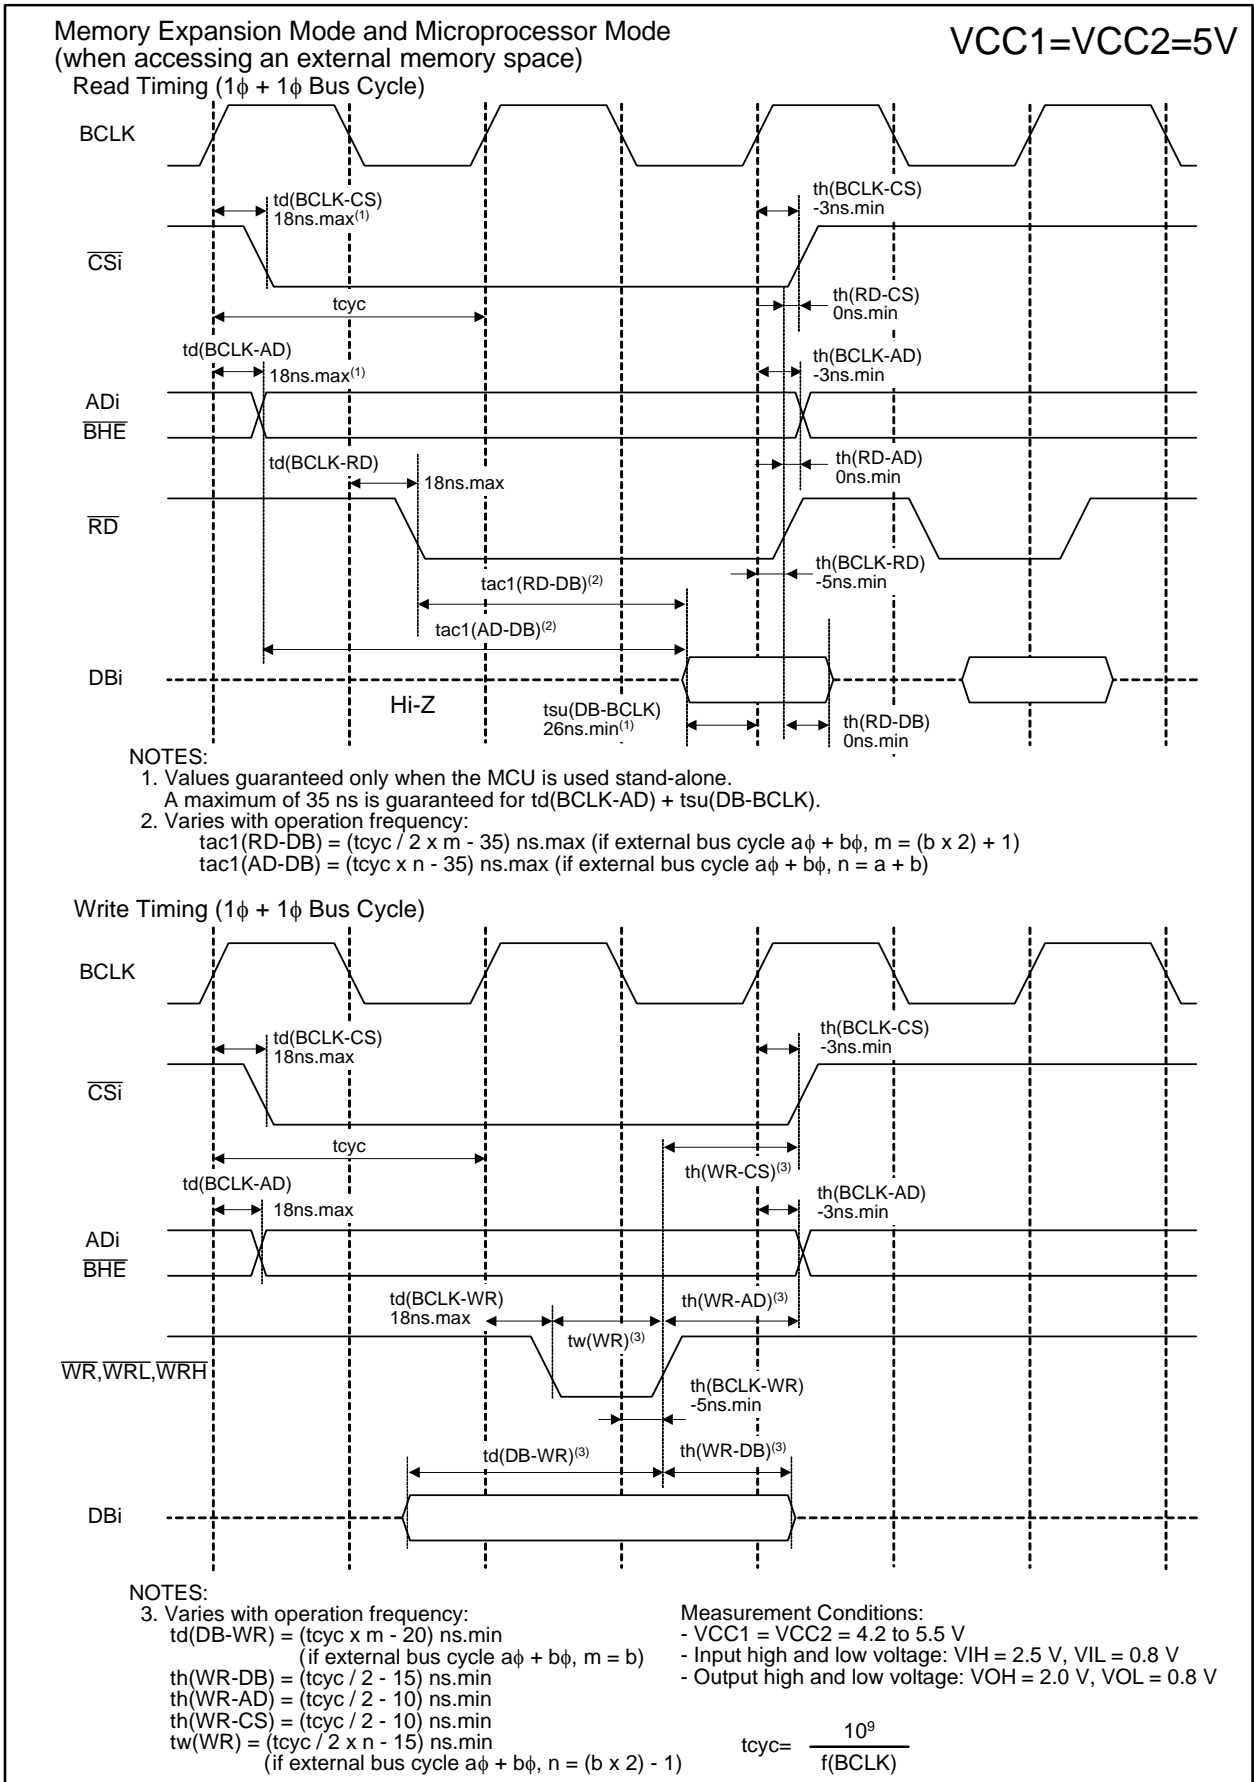 Memory Expansion Mode and Microprocessor Mode
(when accessing an external memory space)
VCC1=VCC2=5V
Read Timing (1ϕ + 1ϕ Bus Cycle)
BCLK
td(BCLK-CS)
18ns.max(1)
th(BCLK-CS)
-3ns.min
CSi
tcyc
th(RD-CS)
0ns.min
td(BCLK-AD)
18ns.max(1)
th(BCLK-AD)
-3ns.min
ADi
BHE
td(BCLK-RD)
18ns.max
th(RD-AD)
0ns.min
RD
th(BCLK-RD)
-5ns.min
tac1(RD-DB)(2)
tac1(AD-DB)(2)
DBi
Hi-Z
tsu(DB-BCLK)
26ns.min(1)
th(RD-DB)
0ns.min
NOTES:
1. Values guaranteed only when the MCU is used stand-alone.
A maximum of 35 ns is guaranteed for td(BCLK-AD) + tsu(DB-BCLK).
2. Varies with operation frequency:
tac1(RD-DB) = (tcyc / 2 x m - 35) ns.max (if external bus cycle aϕ + bϕ, m = (b x 2) + 1)
tac1(AD-DB) = (tcyc x n - 35) ns.max (if external bus cycle aϕ + bϕ, n = a + b)
Write Timing (1ϕ + 1ϕ Bus Cycle)
BCLK
td(BCLK-CS)
18ns.max
th(BCLK-CS)
-3ns.min
CSi
tcyc
th(WR-CS)(3)
td(BCLK-AD)
18ns.max
th(BCLK-AD)
-3ns.min
ADi
BHE
td(BCLK-WR)
18ns.max
tw(WR)(3)
th(WR-AD)(3)
WR,WRL,WRH
th(BCLK-WR)
-5ns.min
td(DB-WR)(3)
th(WR-DB)(3)
DBi
NOTES:
3. Varies with operation frequency:
td(DB-WR) = (tcyc x m - 20) ns.min
(if external bus cycle aϕ + bϕ, m = b)
th(WR-DB) = (tcyc / 2 - 15) ns.min
th(WR-AD) = (tcyc / 2 - 10) ns.min
th(WR-CS) = (tcyc / 2 - 10) ns.min
tw(WR) = (tcyc / 2 x n - 15) ns.min
(if external bus cycle aϕ + bϕ, n = (b x 2) - 1)
Measurement Conditions:
- VCC1 = VCC2 = 4.2 to 5.5 V
- Input high and low voltage: VIH = 2.5 V, VIL = 0.8 V
- Output high and low voltage: VOH = 2.0 V, VOL = 0.8 V
tcyc= 10⁹
f(BCLK)